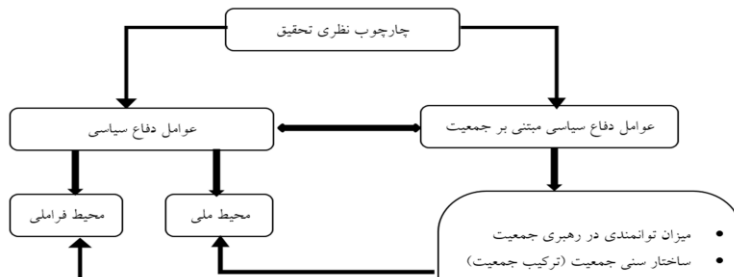 چارچوب نظری تحقیق
عوامل دفاع سیاسی مبتنی بر جمعیت
عوامل دفاع سیاسی
محیط ملی
محیط فراملی
• میزان توانمندی در رهبری جمعیت
• ساختار سنی جمعیت (ترکیب جمعیت)